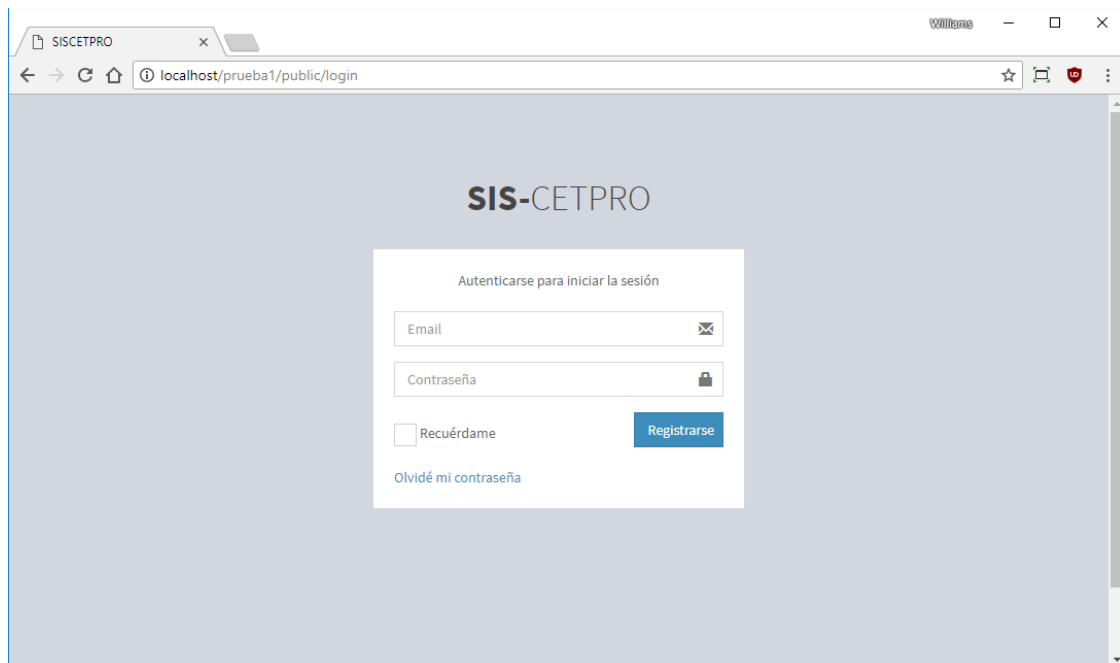 Williams
SISCETPRO
localhost/prueba1/public/login
SIS-CETPRO
Autenticarse para iniciar la sesión
Email
Contraseña
Recuérdame
Registrarse
Olvidé mi contraseña